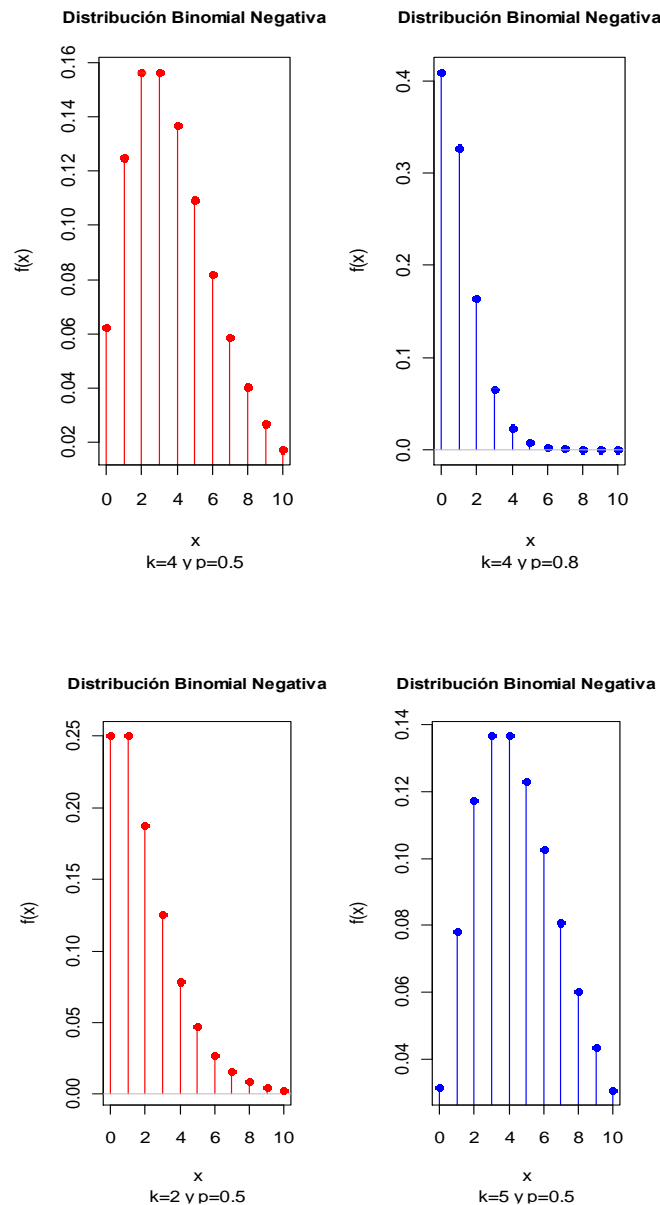 Distribución Binomial Negativa
f(x)
0.16
0.14
0.12
0.10
0.08
0.06
0.04
0.02
0 2 4 6 8 10
x
k=4 y p=0.5
Distribución Binomial Negativa
f(x)
0.4
0.3
0.2
0.1
0.0
0 2 4 6 8 10
x
k=4 y p=0.8
Distribución Binomial Negativa
f(x)
0.25
0.20
0.15
0.10
0.05
0.00
0 2 4 6 8 10
x
k=2 y p=0.5
Distribución Binomial Negativa
f(x)
0.14
0.12
0.10
0.08
0.06
0.04
0 2 4 6 8 10
x
k=5 y p=0.5